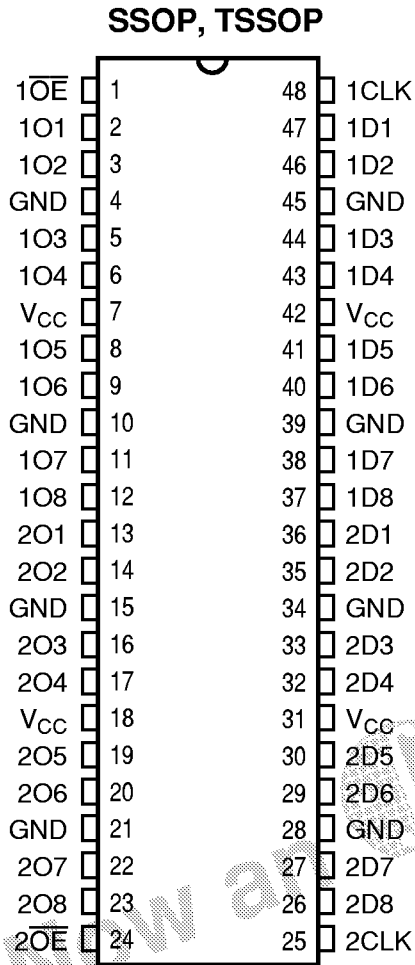 SSOP, TSSOP
1O̅E̅ 1 48 1CLK
1O1 2 47 1D1
1O2 3 46 1D2
GND 4 45 GND
1O3 5 44 1D3
1O4 6 43 1D4
VCC 7 42 VCC
1O5 8 41 1D5
1O6 9 40 1D6
GND 10 39 GND
1O7 11 38 1D7
1O8 12 37 1D8
2O1 13 36 2D1
2O2 14 35 2D2
GND 15 34 GND
2O3 16 33 2D3
2O4 17 32 2D4
VCC 18 31 VCC
2O5 19 30 2D5
2O6 20 29 2D6
GND 21 28 GND
2O7 22 27 2D7
2O8 23 26 2D8
2O̅E̅ 24 25 2CLK
Now an